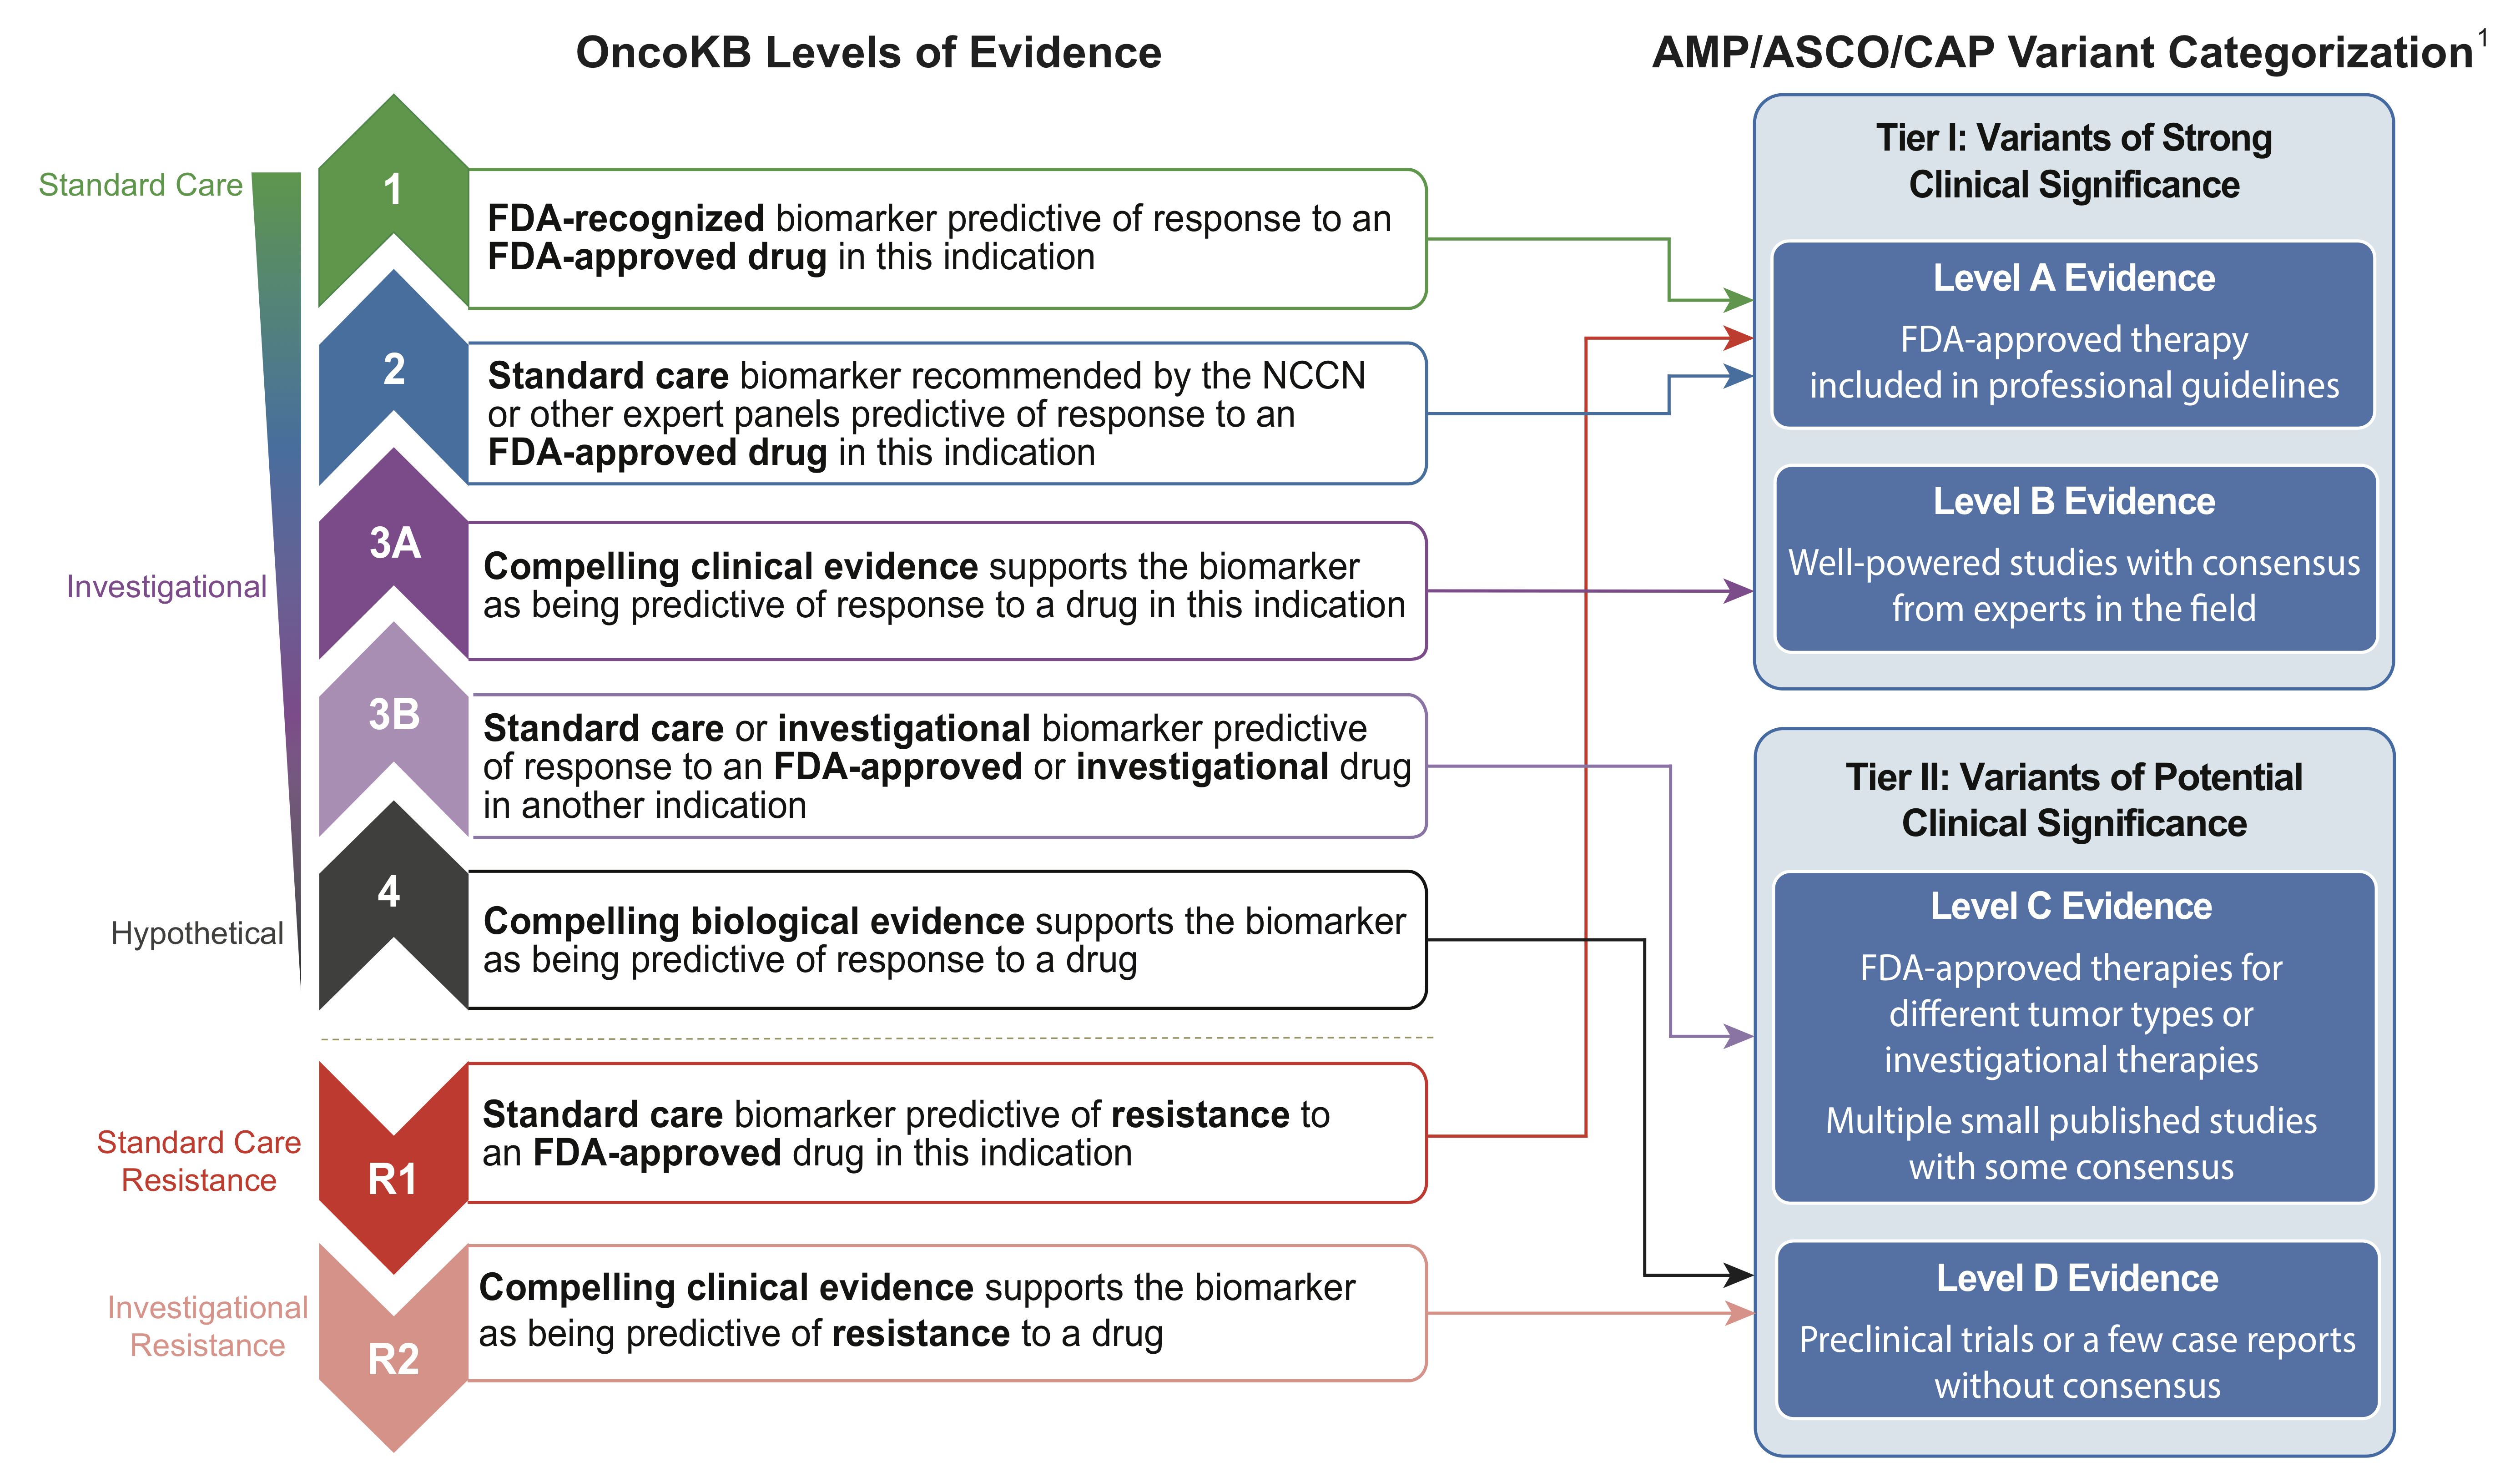 OncoKB Levels of Evidence
Standard Care
1
FDA-recognized biomarker predictive of response to an
FDA-approved drug in this indication
2
Standard care biomarker recommended by the NCCN
or other expert panels predictive of response to an
FDA-approved drug in this indication
Investigational
3A
Compelling clinical evidence supports the biomarker
as being predictive of response to a drug in this indication
3B
Standard care or investigational biomarker predictive
of response to an FDA-approved or investigational drug
in another indication
Hypothetical
4
Compelling biological evidence supports the biomarker
as being predictive of response to a drug
Standard Care
Resistance
R1
Standard care biomarker predictive of resistance to
an FDA-approved drug in this indication
Investigational
Resistance
R2
Compelling clinical evidence supports the biomarker
as being predictive of resistance to a drug
AMP/ASCO/CAP Variant Categorization1
Tier I: Variants of Strong
Clinical Significance
Level A Evidence
FDA-approved therapy
included in professional guidelines
Level B Evidence
Well-powered studies with consensus
from experts in the field
Tier II: Variants of Potential
Clinical Significance
Level C Evidence
FDA-approved therapies for
different tumor types or
investigational therapies
Multiple small published studies
with some consensus
Level D Evidence
Preclinical trials or a few case reports
without consensus